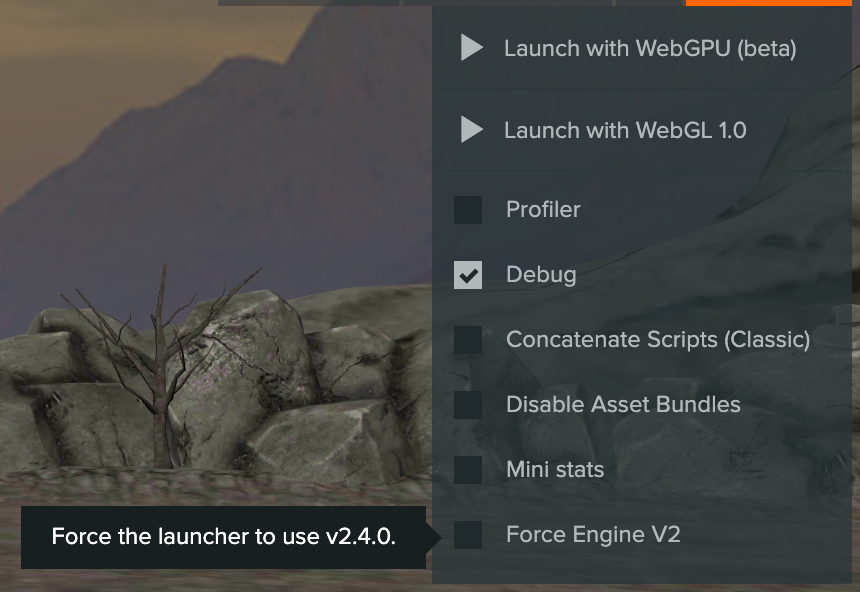 Launch with WebGPU (beta)
Launch with WebGL 1.0
Profiler
Debug
Concatenate Scripts (Classic)
Disable Asset Bundles
Mini stats
Force the launcher to use v2.4.0.
Force Engine V2